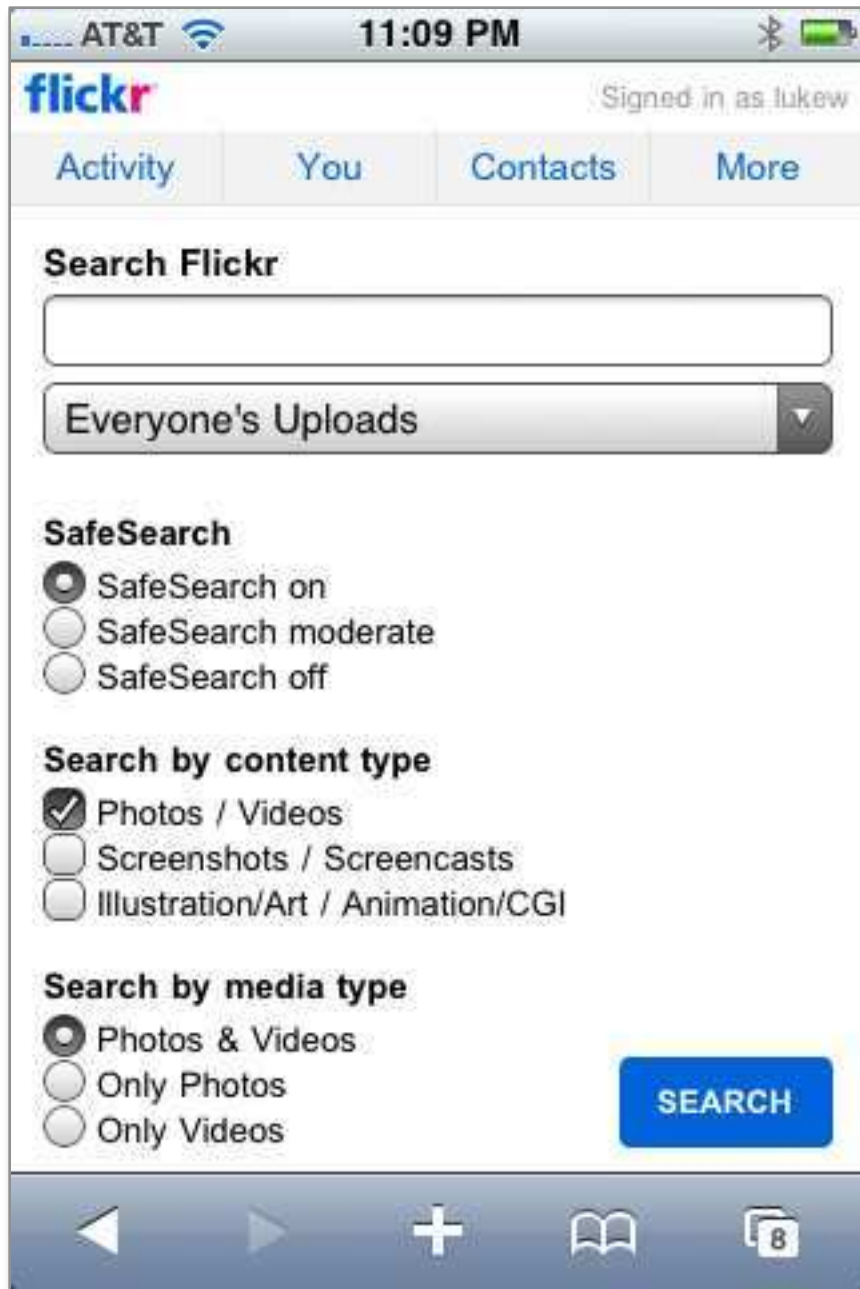 AT&T 11:09 PM
flickr Signed in as lukew
Activity You Contacts More
Search Flickr
Everyone's Uploads
SafeSearch
SafeSearch on
SafeSearch moderate
SafeSearch off
Search by content type
Photos / Videos
Screenshots / Screencasts
Illustration/Art / Animation/CGI
Search by media type
Photos & Videos
Only Photos
Only Videos
SEARCH
8